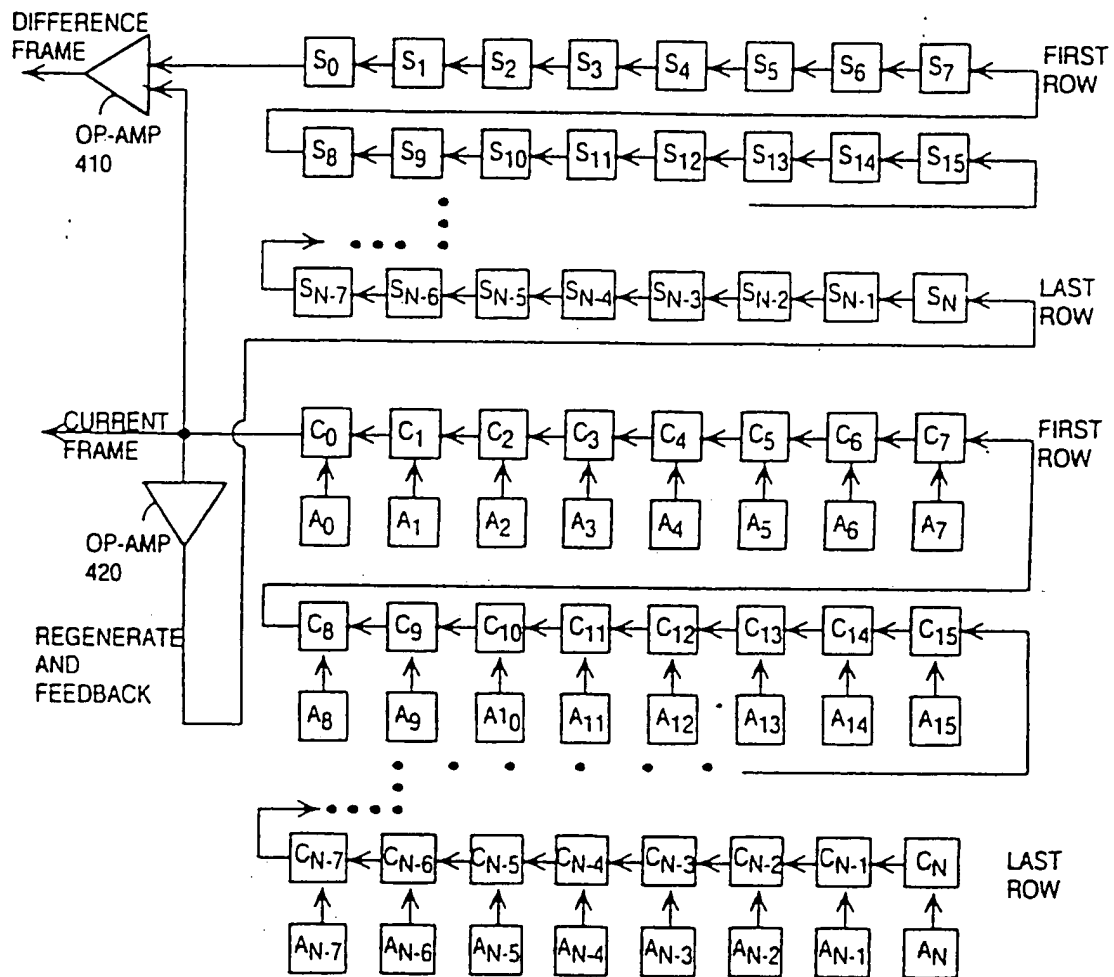 DIFFERENCE
FRAME
OP-AMP
410
S0 S1 S2 S3 S4 S5 S6 S7
FIRST
ROW
S8 S9 S10 S11 S12 S13 S14 S15
SN-7 SN-6 SN-5 SN-4 SN-3 SN-2 SN-1 SN
LAST
ROW
CURRENT
FRAME
C0 C1 C2 C3 C4 C5 C6 C7
FIRST
ROW
A0 A1 A2 A3 A4 A5 A6 A7
OP-AMP
420
REGENERATE
AND
FEEDBACK
C8 C9 C10 C11 C12 C13 C14 C15
A8 A9 A10 A11 A12 A13 A14 A15
CN-7 CN-6 CN-5 CN-4 CN-3 CN-2 CN-1 CN
LAST
ROW
AN-7 AN-6 AN-5 AN-4 AN-3 AN-2 AN-1 AN